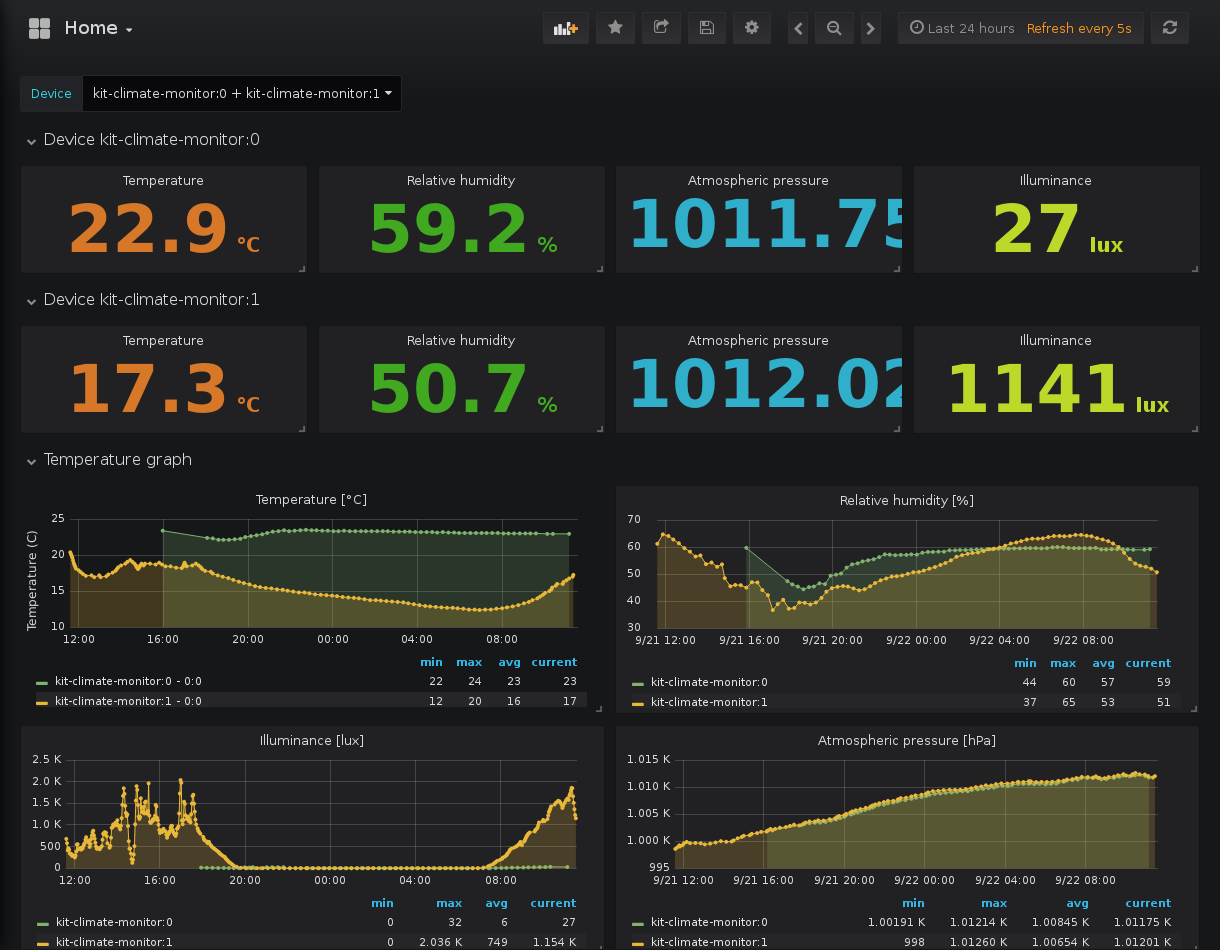 Home
Last 24 hours Refresh every 5s
Device kit-climate-monitor:0 + kit-climate-monitor:1
Device kit-climate-monitor:0
Temperature Relative humidity Atmospheric pressure Illuminance
22.9 °C 59.2 % 1011.75 27 lux
Device kit-climate-monitor:1
Temperature Relative humidity Atmospheric pressure Illuminance
17.3 °C 50.7 % 1012.02 1141 lux
Temperature graph
Temperature [°C]
Temperature (C)
25
20
15
10
12:00 16:00 20:00 00:00 04:00 08:00
min max avg current
kit-climate-monitor:0 - 0:0 22 24 23 23
kit-climate-monitor:1 - 0:0 12 20 16 17
Relative humidity [%]
70
60
50
40
30
9/21 12:00 9/21 16:00 9/21 20:00 9/22 00:00 9/22 04:00 9/22 08:00
min max avg current
kit-climate-monitor:0 44 60 57 59
kit-climate-monitor:1 37 65 53 51
Illuminance [lux]
2.5 K
2.0 K
1.5 K
1.0 K
500
0
12:00 16:00 20:00 00:00 04:00 08:00
min max avg current
kit-climate-monitor:0 0 32 6 27
kit-climate-monitor:1 0 2.036 K 749 1.154 K
Atmospheric pressure [hPa]
1.015 K
1.010 K
1.005 K
1.000 K
995
9/21 12:00 9/21 16:00 9/21 20:00 9/22 00:00 9/22 04:00 9/22 08:00
min max avg current
kit-climate-monitor:0 1.00191 K 1.01214 K 1.00845 K 1.01175 K
kit-climate-monitor:1 998 1.01260 K 1.00654 K 1.01201 K